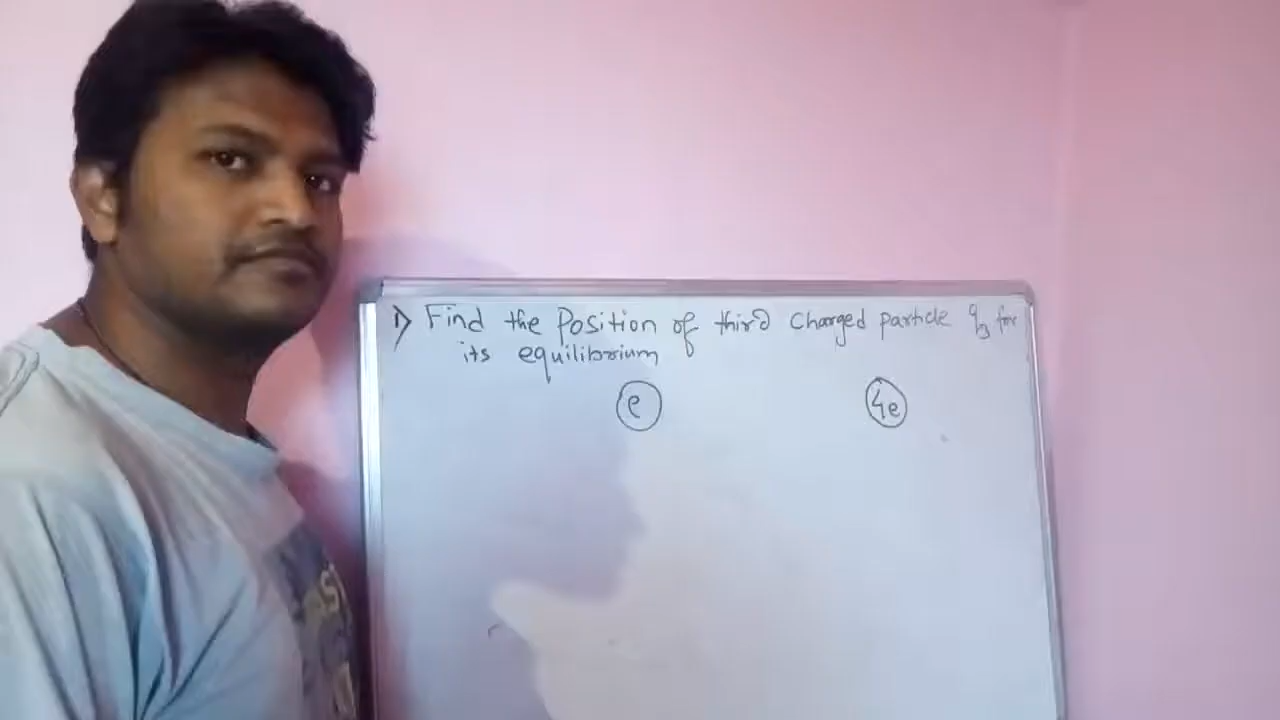 1) Find the Position of third charged particle q3 for
its equilibrium
e 4e